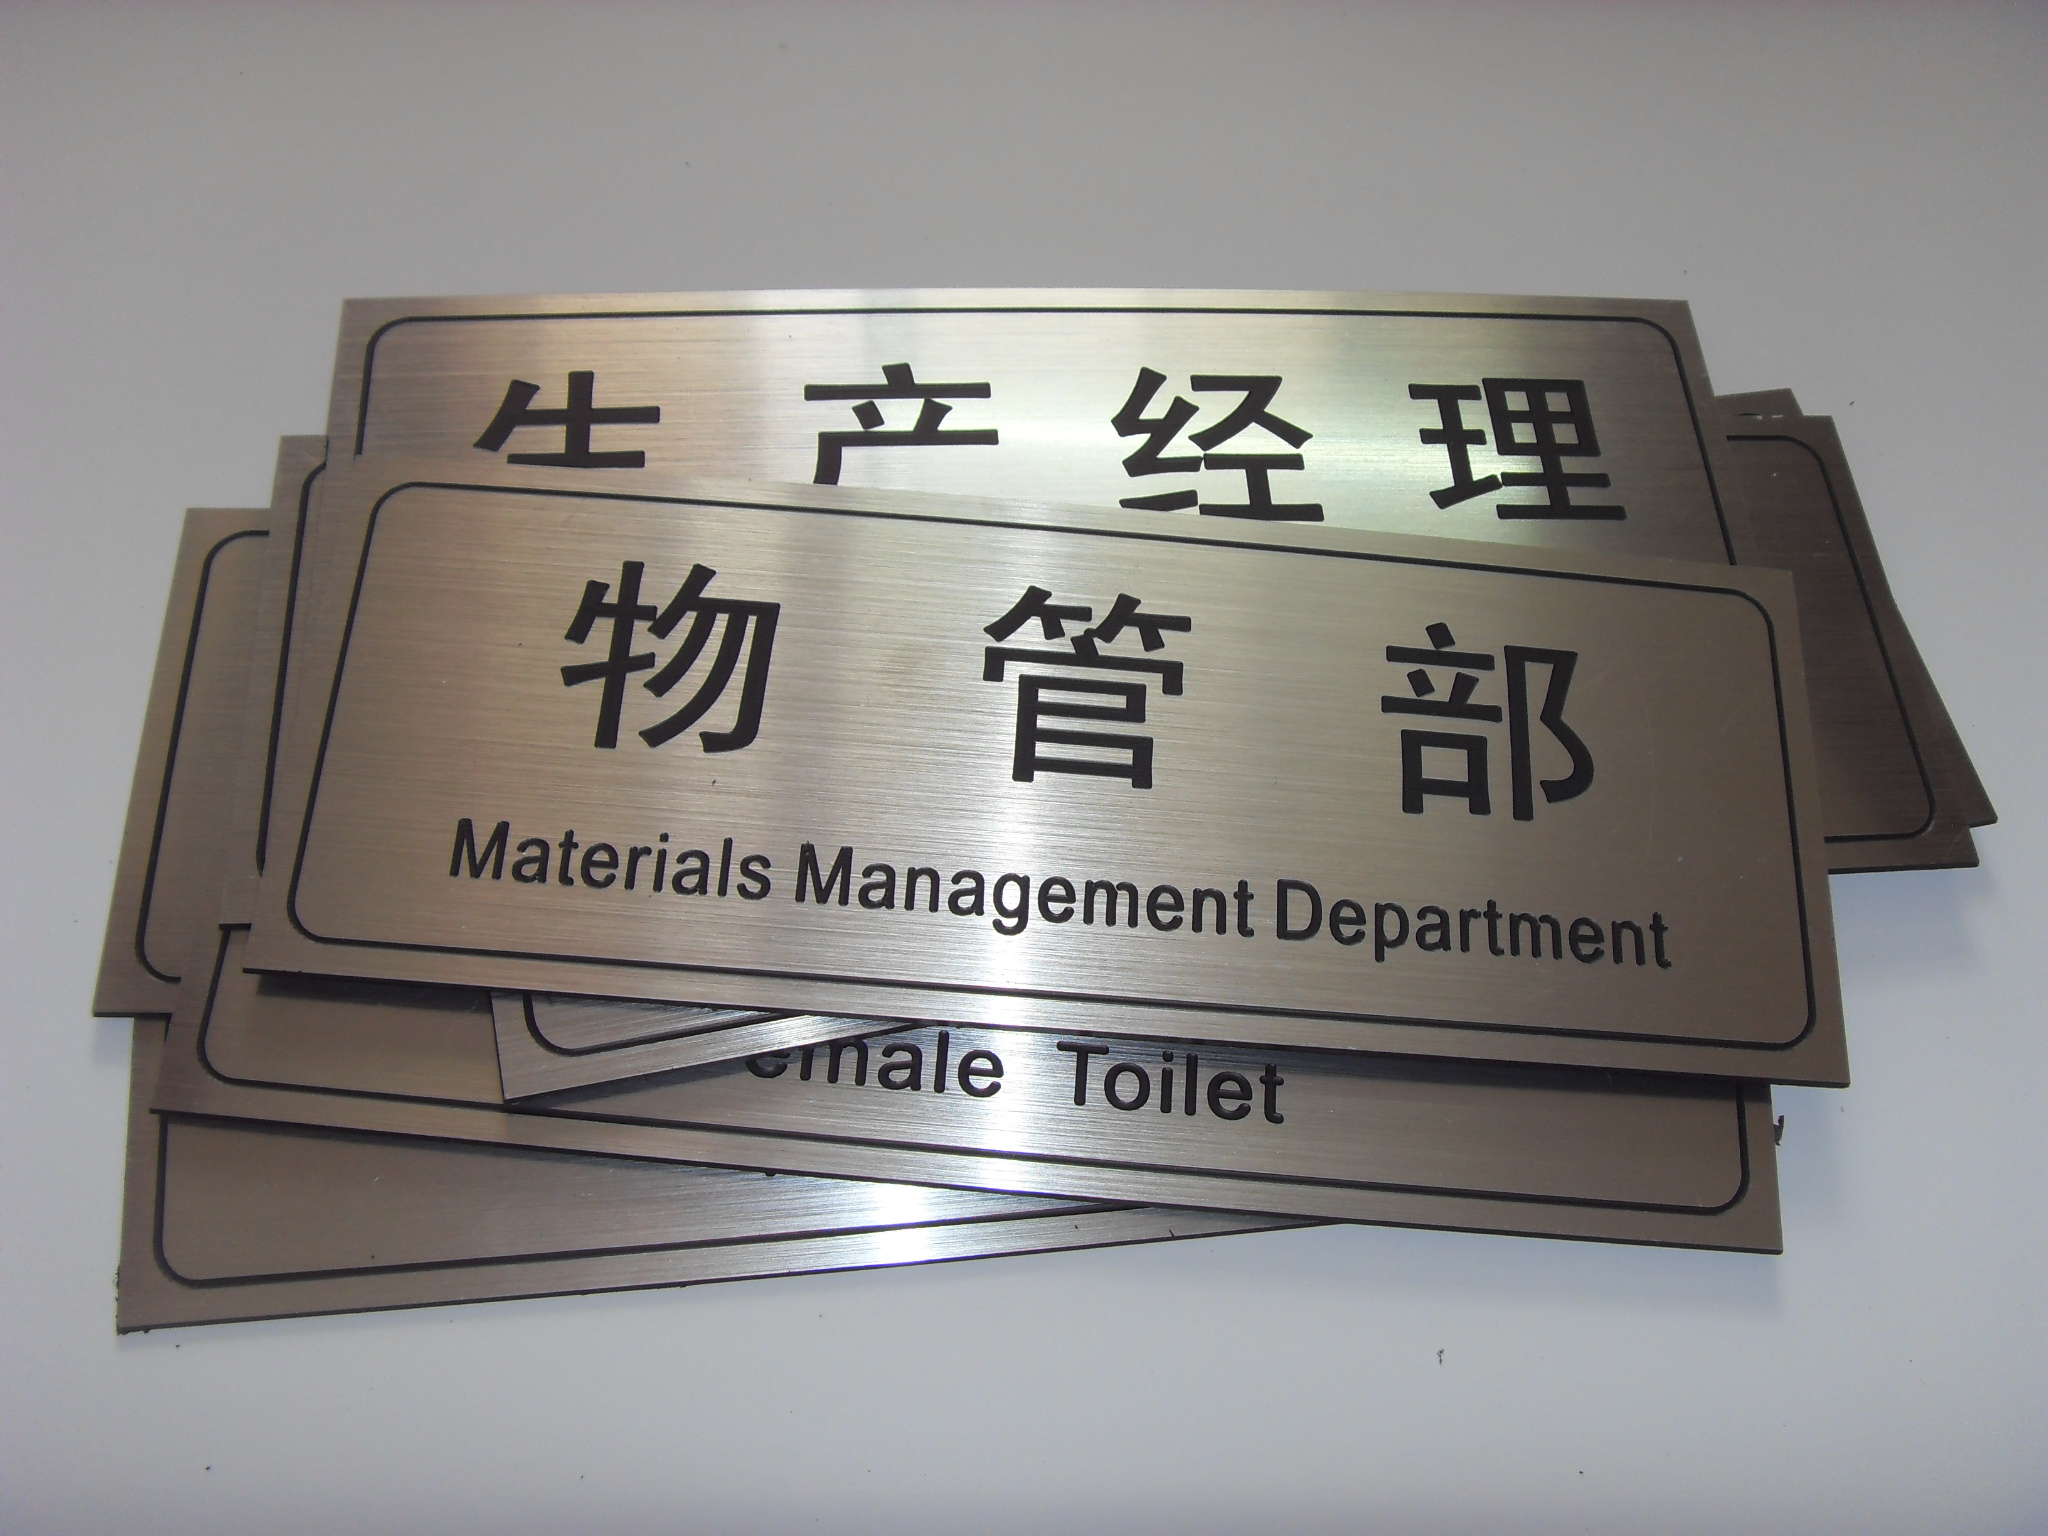 生产经理
物管部
Materials Management Department
emale Toilet